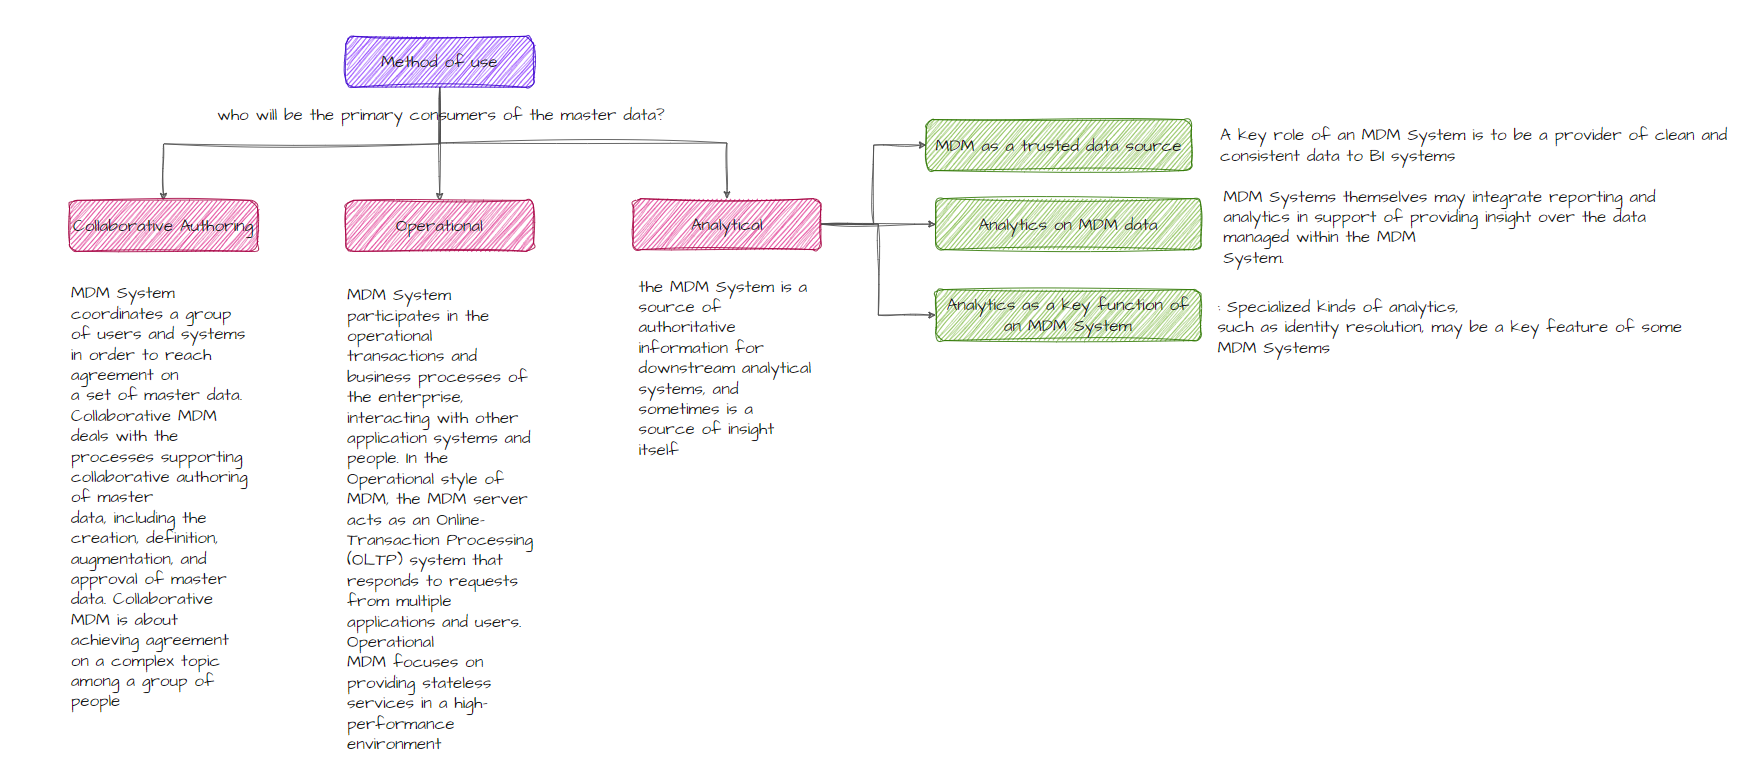 Method of use
who will be the primary consumers of the master data?
Collaborative Authoring
MDM System
coordinates a group
of users and systems
in order to reach
agreement on
a set of master data.
Collaborative MDM
deals with the
processes supporting
collaborative authoring
of master
data, including the
creation, definition,
augmentation, and
approval of master
data. Collaborative
MDM is about
achieving agreement
on a complex topic
among a group of
people
Operational
MDM System
participates in the
operational
transactions and
business processes of
the enterprise,
interacting with other
application systems and
people. In the
Operational style of
MDM, the MDM server
acts as an Online-
Transaction Processing
(OLTP) system that
responds to requests
from multiple
applications and users.
Operational
MDM focuses on
providing stateless
services in a high-
performance
environment
Analytical
the MDM System is a
source of
authoritative
information for
downstream analytical
systems, and
sometimes is a
source of insight
itself
MDM as a trusted data source
A key role of an MDM System is to be a provider of clean and
consistent data to BI systems
Analytics on MDM data
MDM Systems themselves may integrate reporting and
analytics in support of providing insight over the data
managed within the MDM
System.
Analytics as a key function of
an MDM System
: Specialized kinds of analytics,
such as identity resolution, may be a key feature of some
MDM Systems